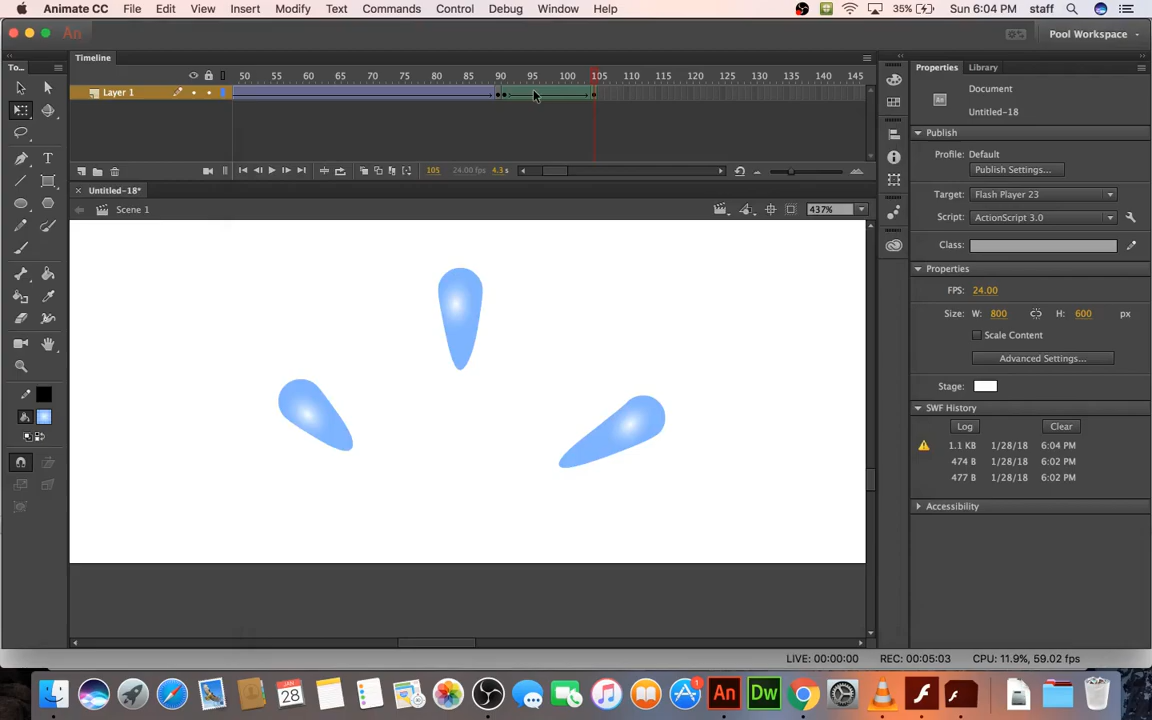 Animate CC File Edit View Insert Modify Text Commands Control Debug Window Help 35% Sun 6:04 PM staff
An Pool Workspace
To... Timeline Properties Library
50 55 60 65 70 75 80 85 90 95 100 105 110 115 120 125 130 135 140 145
Layer 1
Document
Untitled-18
Publish
Profile: Default
Publish Settings...
105 24.00 fps 4.3 s
Untitled-18*
Target: Flash Player 23
Scene 1 437%
Script: ActionScript 3.0
Class:
Properties
FPS: 24.00
Size: W: 800 H: 600 px
Scale Content
Advanced Settings...
Stage:
SWF History
Log Clear
1.1 KB 1/28/18 6:04 PM
474 B 1/28/18 6:02 PM
477 B 1/28/18 6:02 PM
Accessibility
LIVE: 00:00:00 REC: 00:05:03 CPU: 11.9%, 59.02 fps
JAN
28
1
An Dw